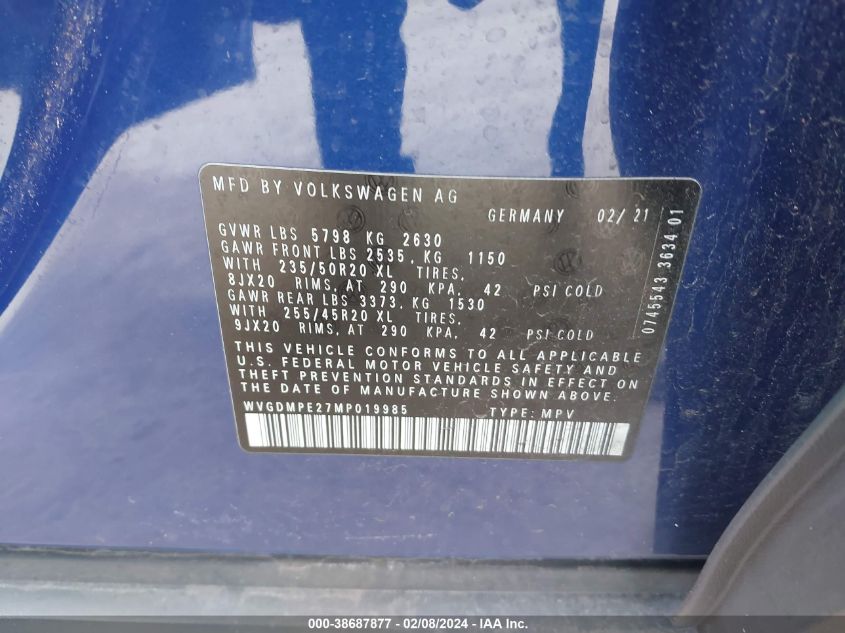 MFD BY VOLKSWAGEN AG
GERMANY 02/ 21
GVWR LBS 5798 KG 2630
GAWR FRONT LBS 2535, KG 1150
WITH 235/50R20 XL TIRES,
8JX20 RIMS, AT 290 KPA, 42 PSI COLD
GAWR REAR LBS 3373, KG 1530
WITH 255/45R20 XL TIRES,
9JX20 RIMS, AT 290 KPA, 42 PSI COLD
THIS VEHICLE CONFORMS TO ALL APPLICABLE
U.S. FEDERAL MOTOR VEHICLE SAFETY AND
THEFT PREVENTION STANDARDS IN EFFECT ON
THE DATE OF MANUFACTURE SHOWN ABOVE.
WVGDMPE27MP019985 TYPE: MPV
0745543 3634 01
000-38687877 - 02/08/2024 - IAA Inc.